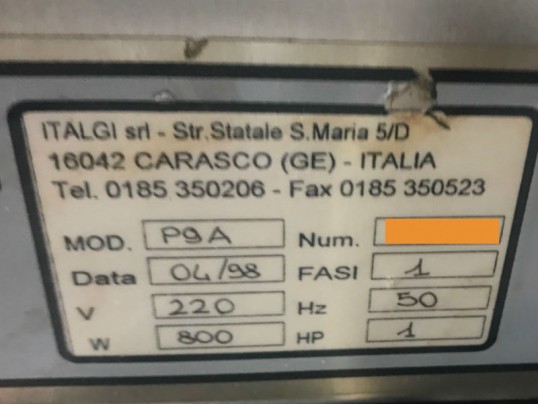 ITALGI srl - Str.Statale S.Maria 5/D
16042 CARASCO (GE) - ITALIA
Tel. 0185 350206 - Fax 0185 350523
MOD. P9A Num.
Data 04/98 FASI 1
V 220 Hz 50
W 800 HP 1